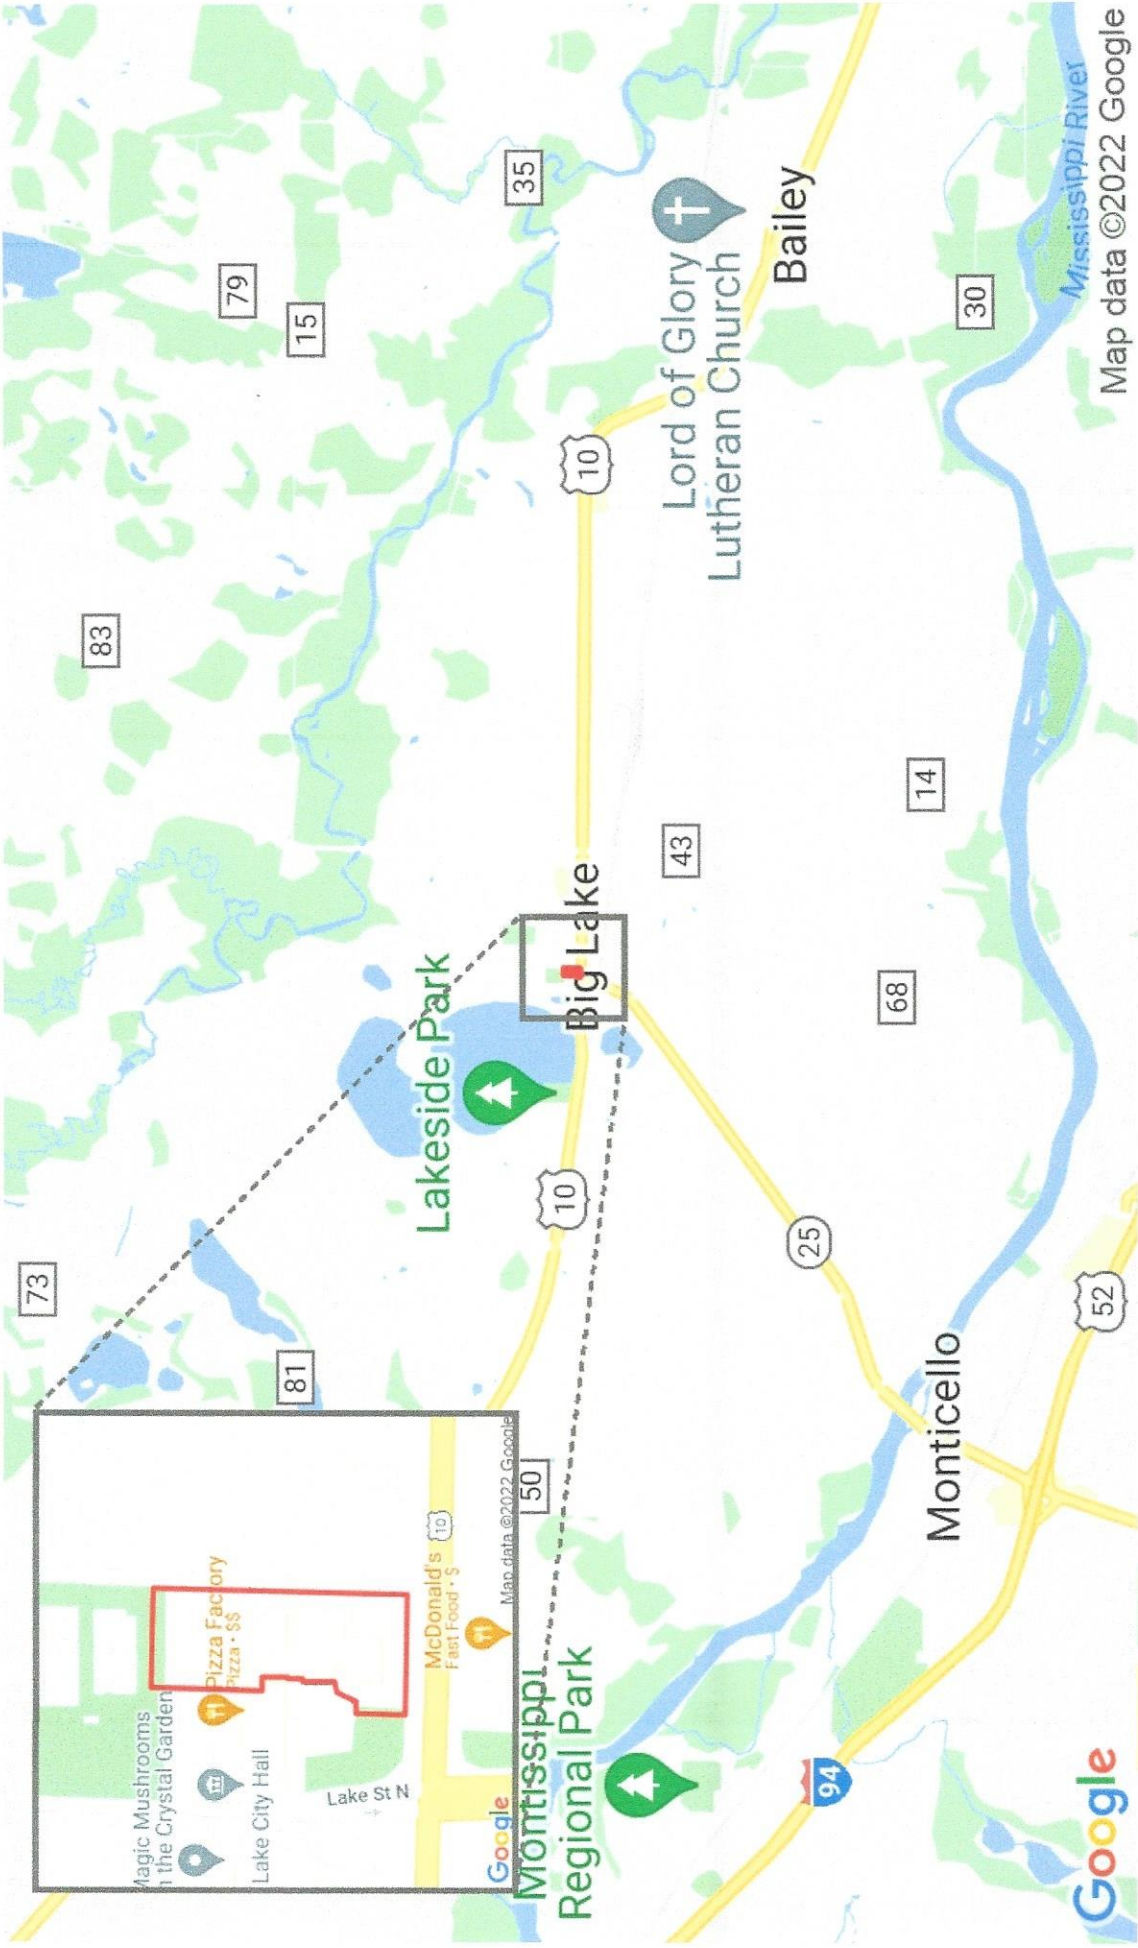 73
83
Magic Mushrooms
n the Crystal Garden
Pizza Factory
Pizza • $$
Lake City Hall
Lake St N
McDonald's
Fast Food • $
10
Google
Map data ©2022 Google
79
81
15
Lakeside Park
35
50
Montissippi
Regional Park
10
Big Lake
10
43
Lord of Glory
Lutheran Church
Bailey
25
94
68
14
Monticello
30
52
Mississippi River
Google
Map data ©2022 Google